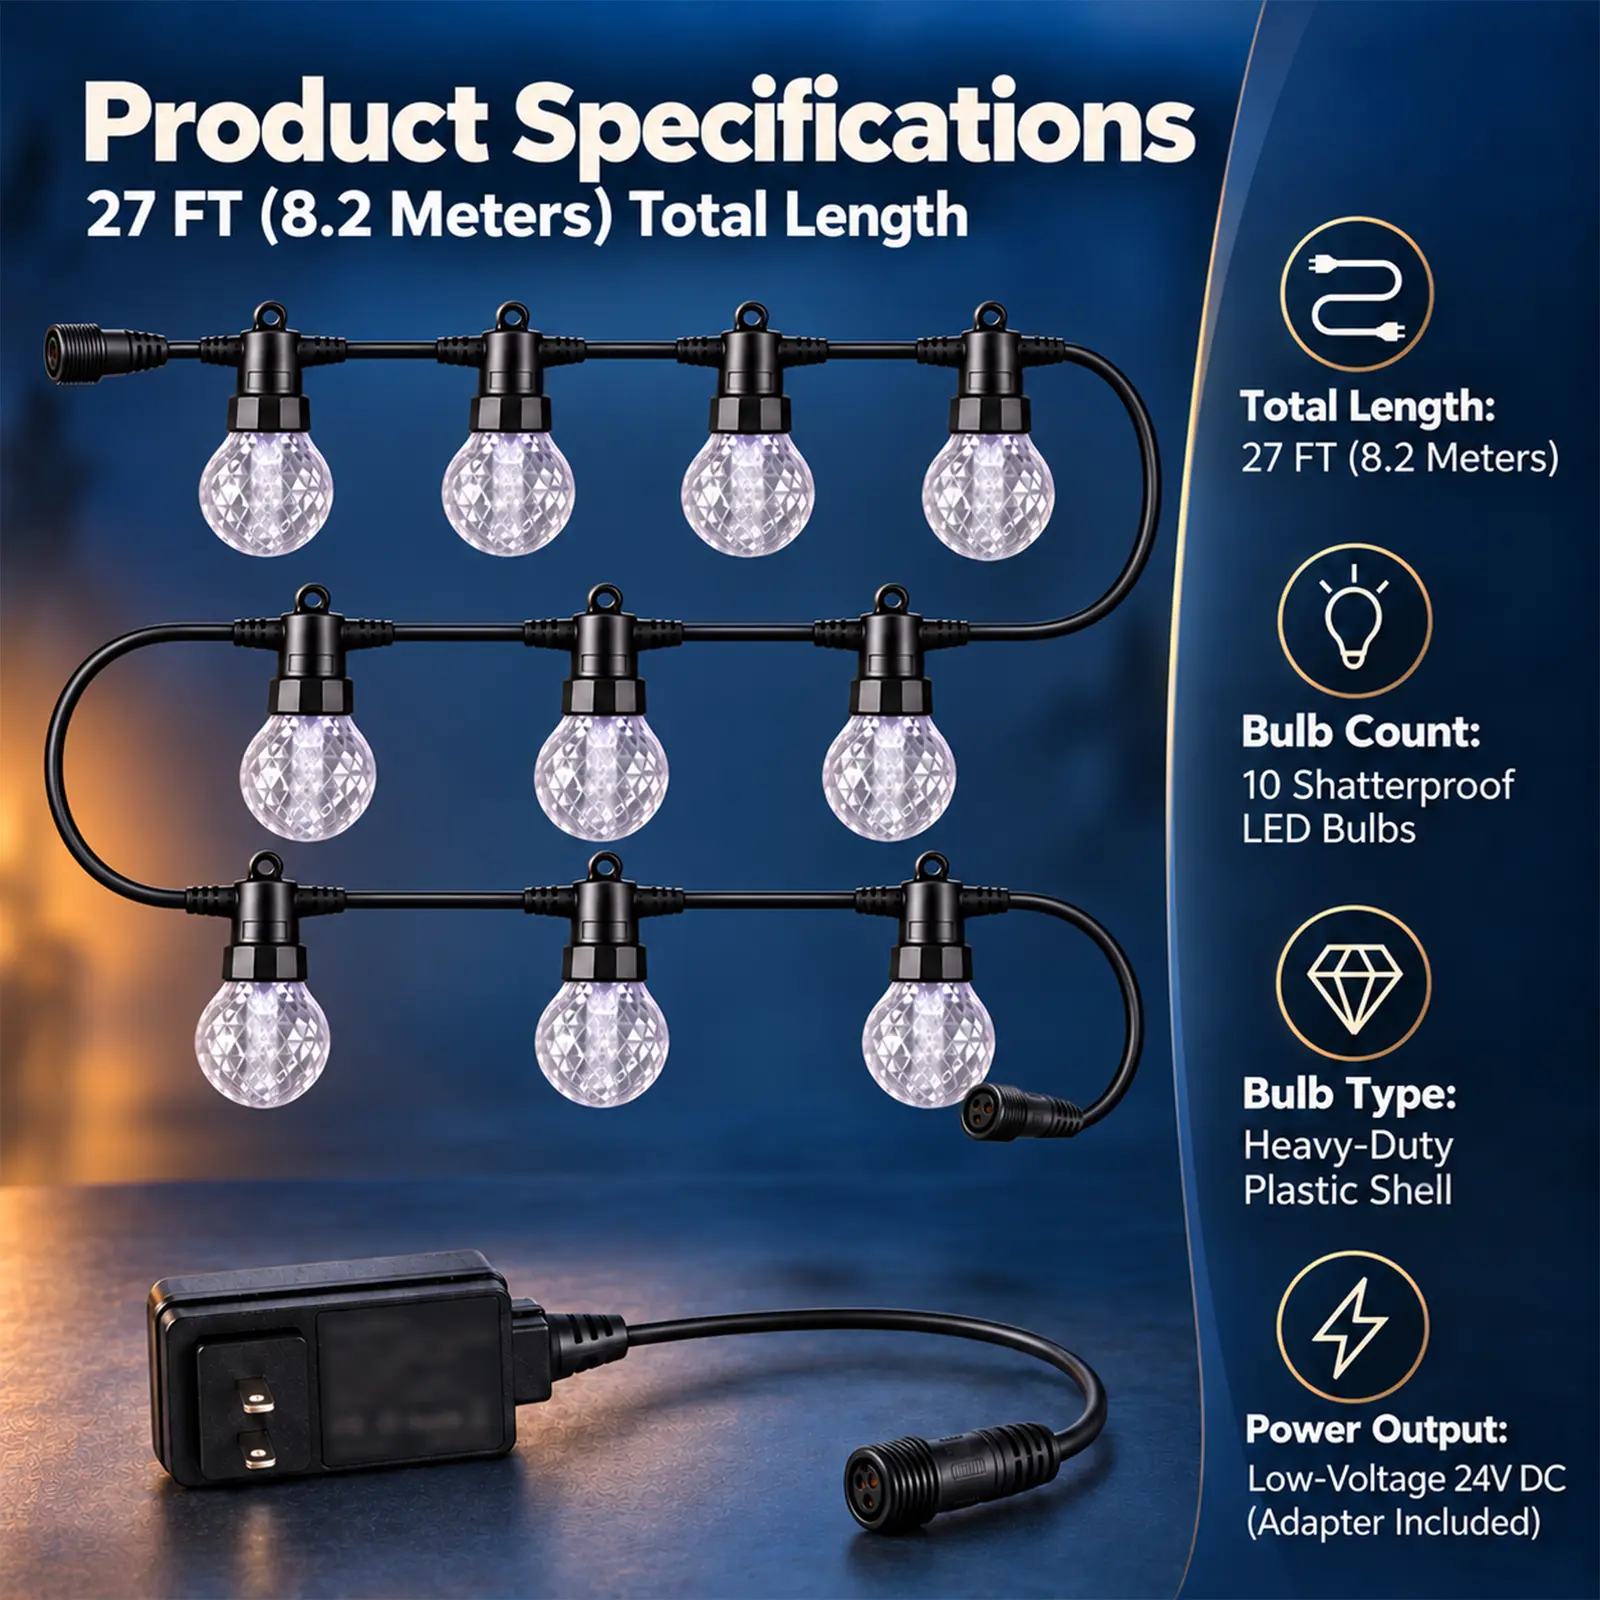 Product Specifications
27 FT (8.2 Meters) Total Length
Total Length:
27 FT (8.2 Meters)
Bulb Count:
10 Shatterproof
LED Bulbs
Bulb Type:
Heavy-Duty
Plastic Shell
Power Output:
Low-Voltage 24V DC
(Adapter Included)